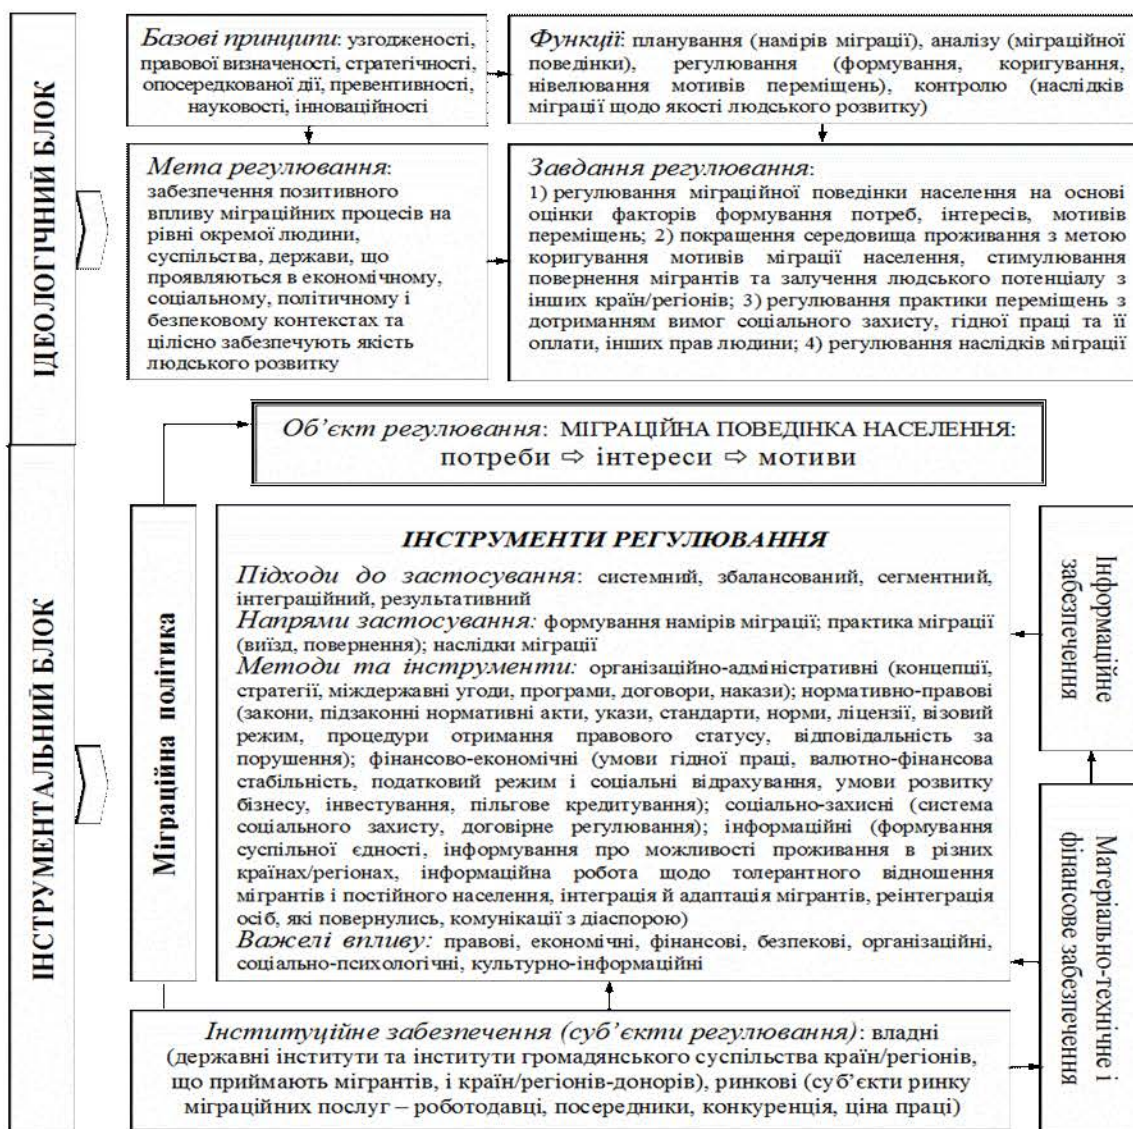 ІДЕОЛОГІЧНИЙ БЛОК
Базові принципи: узгодженості,
правової визначеності, стратегічності,
опосередкованої дії, превентивності,
науковості, інноваційності
Функції: планування (намірів міграції), аналізу (міграційної
поведінки), регулювання (формування, коригування,
нівелювання мотивів переміщень), контролю (наслідків
міграції щодо якості людського розвитку)
Мета регулювання:
забезпечення позитивного
впливу міграційних процесів на
рівні окремої людини,
суспільства, держави, що
проявляються в економічному,
соціальному, політичному і
безпековому контекстах та
цілісно забезпечують якість
людського розвитку
Завдання регулювання:
1) регулювання міграційної поведінки населення на основі
оцінки факторів формування потреб, інтересів, мотивів
переміщень; 2) покращення середовища проживання з метою
коригування мотивів міграції населення, стимулювання
повернення мігрантів та залучення людського потенціалу з
інших країн/регіонів; 3) регулювання практики переміщень з
дотриманням вимог соціального захисту, гідної праці та її
оплати, інших прав людини; 4) регулювання наслідків міграції
ІНСТРУМЕНТАЛЬНИЙ БЛОК
Об’єкт регулювання: МІГРАЦІЙНА ПОВЕДІНКА НАСЕЛЕННЯ:
потреби ⇨ інтереси ⇨ мотиви
Міграційна політика
ІНСТРУМЕНТИ РЕГУЛЮВАННЯ
Підходи до застосування: системний, збалансований, сегментний,
інтеграційний, результативний
Напрями застосування: формування намірів міграції; практика міграції
(виїзд, повернення); наслідки міграції
Методи та інструменти: організаційно-адміністративні (концепції,
стратегії, міждержавні угоди, програми, договори, накази); нормативно-правові
(закони, підзаконні нормативні акти, укази, стандарти, норми, ліцензії, візовий
режим, процедури отримання правового статусу, відповідальність за
порушення); фінансово-економічні (умови гідної праці, валютно-фінансова
стабільність, податковий режим і соціальні відрахування, умови розвитку
бізнесу, інвестування, пільгове кредитування); соціально-захисні (система
соціального захисту, договірне регулювання); інформаційні (формування
суспільної єдності, інформування про можливості проживання в різних
країнах/регіонах, інформаційна робота щодо толерантного відношення
мігрантів і постійного населення, інтеграція й адаптація мігрантів, реінтеграція
осіб, які повернулись, комунікації з діаспорою)
Важелі впливу: правові, економічні, фінансові, безпекові, організаційні,
соціально-психологічні, культурно-інформаційні
Інформаційне
забезпечення
Матеріально-технічне і
фінансове забезпечення
Інституційне забезпечення (суб’єкти регулювання): владні
(державні інститути та інститути громадянського суспільства країн/регіонів,
що приймають мігрантів, і країн/регіонів-донорів), ринкові (суб’єкти ринку
міграційних послуг – роботодавці, посередники, конкуренція, ціна праці)